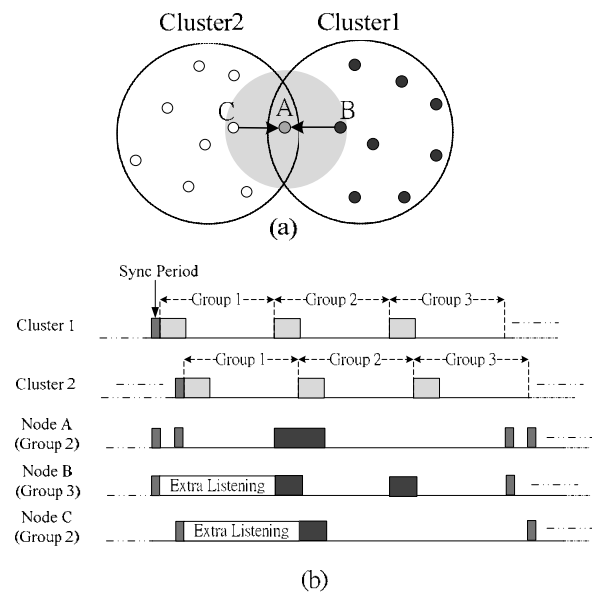 Cluster2
Cluster1
C
A
B
(a)
Sync Period
Group 1
Group 2
Group 3
Cluster 1
Group 1
Group 2
Group 3
Cluster 2
Node A
(Group 2)
Node B
(Group 3)
Extra Listening
Node C
(Group 2)
Extra Listening
(b)